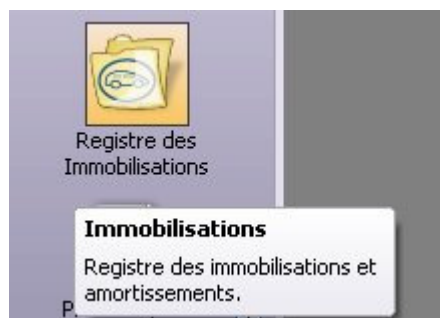 Registre des
Immobilisations
Immobilisations
Registre des immobilisations et
amortissements.